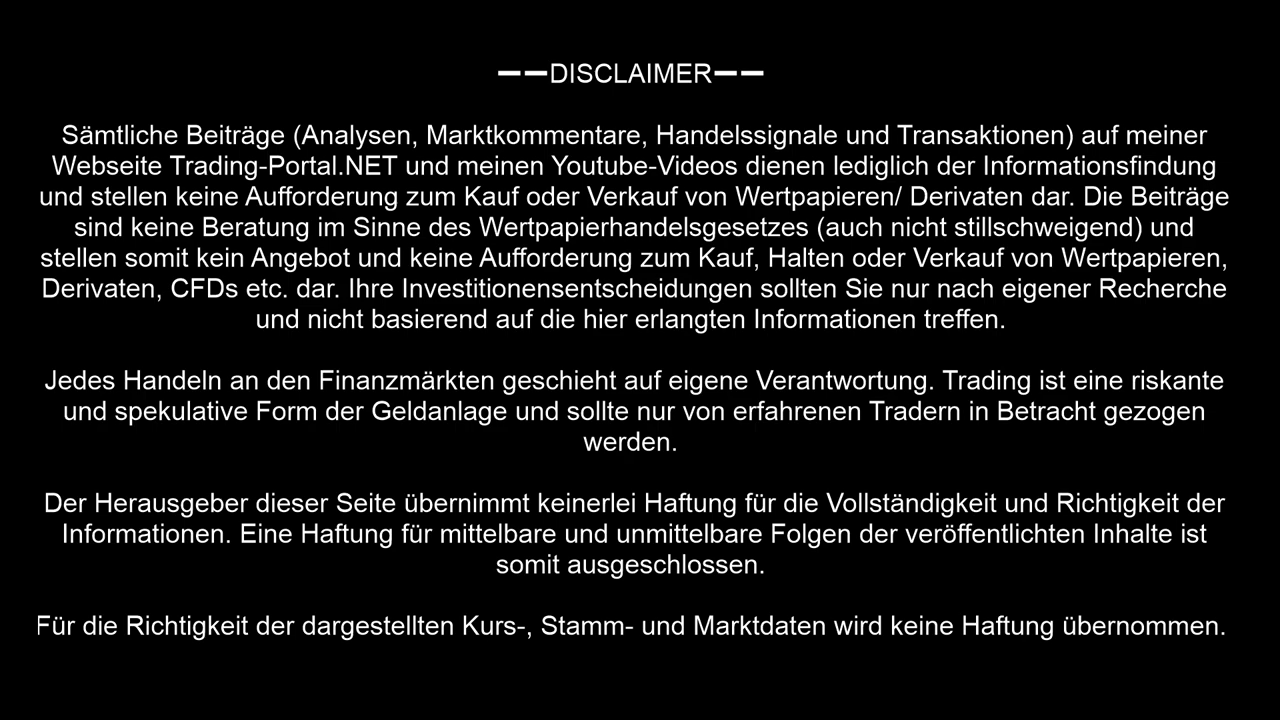 ——DISCLAIMER——
Sämtliche Beiträge (Analysen, Marktkommentare, Handelssignale und Transaktionen) auf meiner
Webseite Trading-Portal.NET und meinen Youtube-Videos dienen lediglich der Informationsfindung
und stellen keine Aufforderung zum Kauf oder Verkauf von Wertpapieren/ Derivaten dar. Die Beiträge
sind keine Beratung im Sinne des Wertpapierhandelsgesetzes (auch nicht stillschweigend) und
stellen somit kein Angebot und keine Aufforderung zum Kauf, Halten oder Verkauf von Wertpapieren,
Derivaten, CFDs etc. dar. Ihre Investitionensentscheidungen sollten Sie nur nach eigener Recherche
und nicht basierend auf die hier erlangten Informationen treffen.
Jedes Handeln an den Finanzmärkten geschieht auf eigene Verantwortung. Trading ist eine riskante
und spekulative Form der Geldanlage und sollte nur von erfahrenen Tradern in Betracht gezogen
werden.
Der Herausgeber dieser Seite übernimmt keinerlei Haftung für die Vollständigkeit und Richtigkeit der
Informationen. Eine Haftung für mittelbare und unmittelbare Folgen der veröffentlichten Inhalte ist
somit ausgeschlossen.
Für die Richtigkeit der dargestellten Kurs-, Stamm- und Marktdaten wird keine Haftung übernommen.